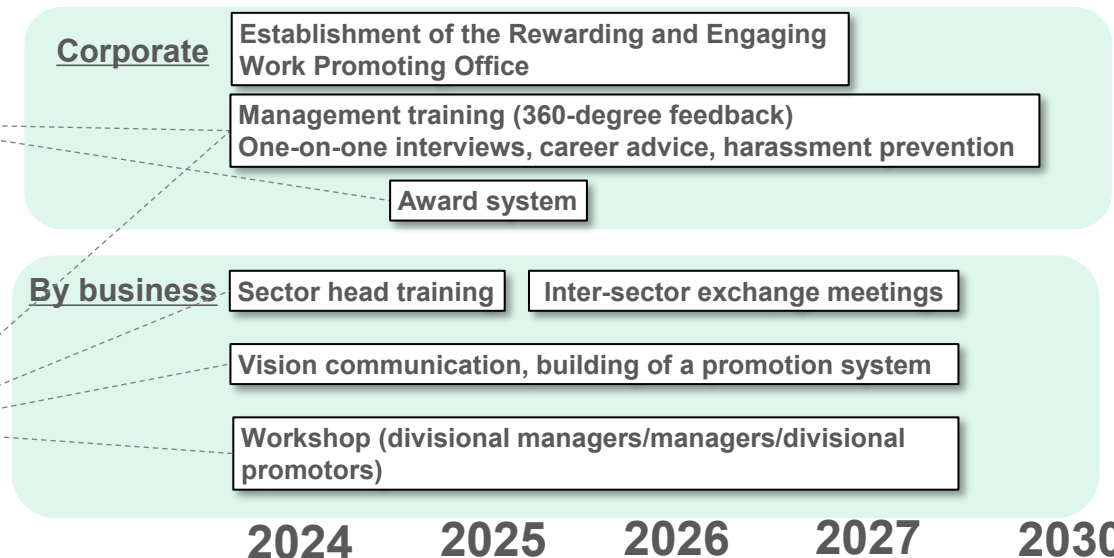 Corporate
Establishment of the Rewarding and Engaging
Work Promoting Office
Management training (360-degree feedback)
One-on-one interviews, career advice, harassment prevention
Award system
By business
Sector head training
Inter-sector exchange meetings
Vision communication, building of a promotion system
Workshop (divisional managers/managers/divisional
promotors)
2024 2025 2026 2027 2030